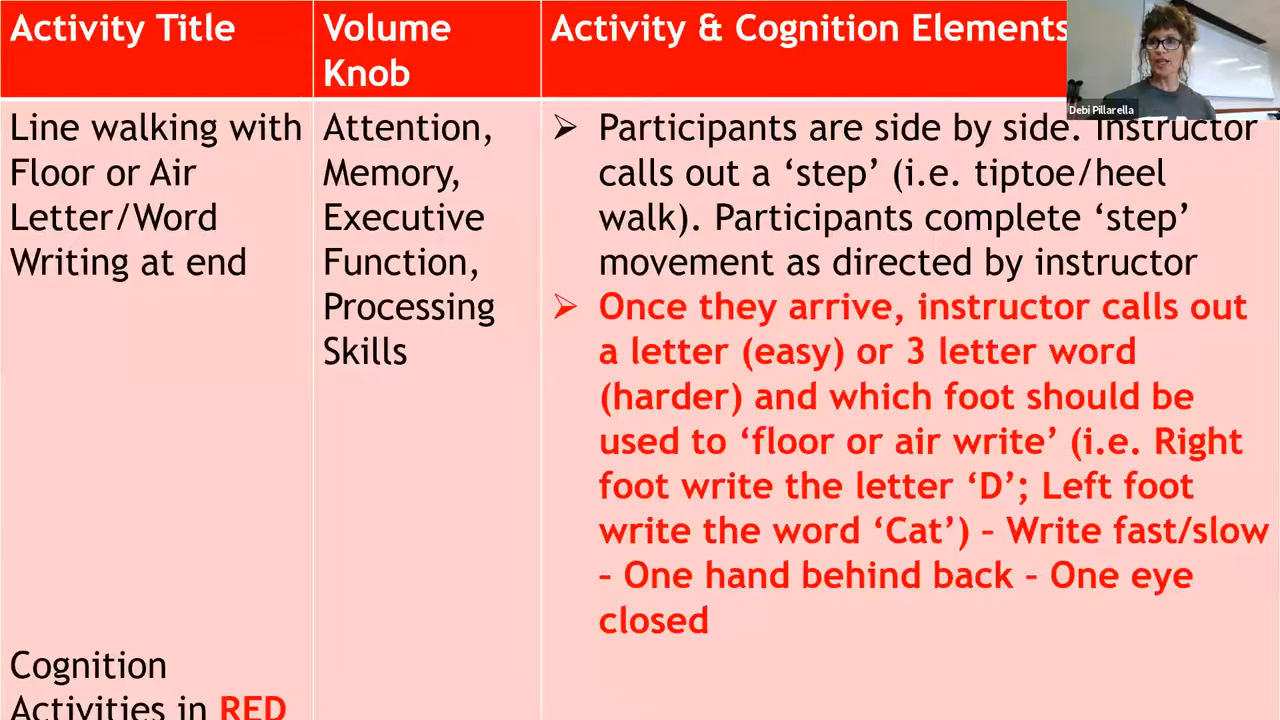 Activity Title
Volume
Knob
Activity & Cognition Elements
Debi Pillarella
Line walking with
Floor or Air
Letter/Word
Writing at end
Cognition
Activities in RED
Attention,
Memory,
Executive
Function,
Processing
Skills
➢ Participants are side by side. Instructor
calls out a ‘step’ (i.e. tiptoe/heel
walk). Participants complete ‘step’
movement as directed by instructor
➢ Once they arrive, instructor calls out
a letter (easy) or 3 letter word
(harder) and which foot should be
used to ‘floor or air write’ (i.e. Right
foot write the letter ‘D’; Left foot
write the word ‘Cat’) – Write fast/slow
– One hand behind back – One eye
closed